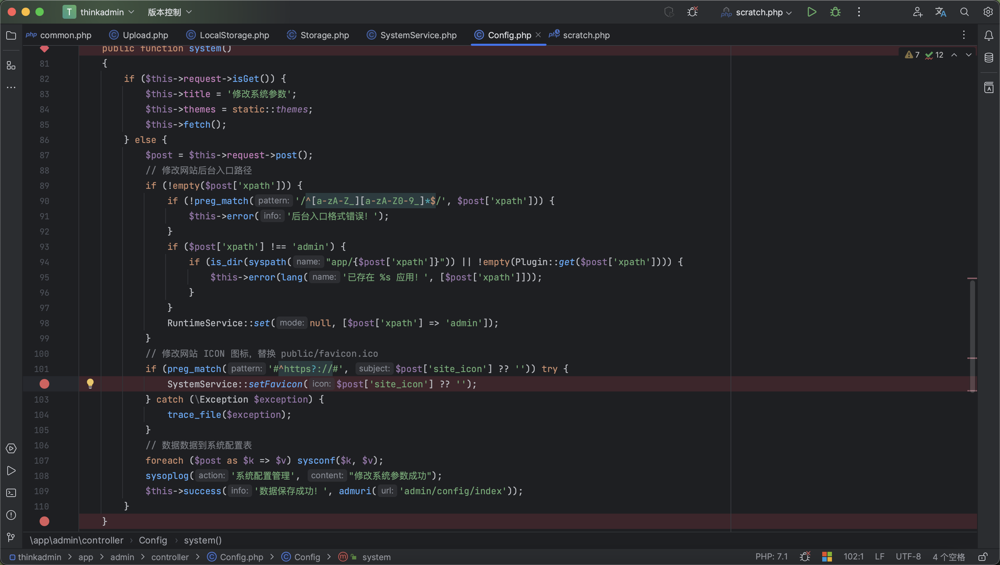 T thinkadmin 版本控制 php scratch.php
php common.php Upload.php LocalStorage.php Storage.php SystemService.php Config.php php scratch.php
public function system()
7 12
81 {
82 if ($this->request->isGet()) {
83 $this->title = '修改系统参数';
84 $this->themes = static::themes;
85 $this->fetch();
86 } else {
87 $post = $this->request->post();
88 // 修改网站后台入口路径
89 if (!empty($post['xpath'])) {
90 if (!preg_match( pattern: '/^[a-zA-Z_][a-zA-Z0-9_]*$/', $post['xpath'])) {
91 $this->error( info: '后台入口格式错误！');
92 }
93 if ($post['xpath'] !== 'admin') {
94 if (is_dir(syspath( name: "app/{$post['xpath']}")) || !empty(Plugin::get($post['xpath']))) {
95 $this->error(lang( name: '已存在 %s 应用！', [$post['xpath']]));
96 }
97 }
98 RuntimeService::set( mode: null, [$post['xpath'] => 'admin']);
99 }
100 // 修改网站 ICON 图标，替换 public/favicon.ico
101 if (preg_match( pattern: '#^https?://#', subject: $post['site_icon'] ?? '')) try {
SystemService::setFavicon( icon: $post['site_icon'] ?? '');
103 } catch (\Exception $exception) {
104 trace_file($exception);
105 }
106 // 数据数据到系统配置表
107 foreach ($post as $k => $v) sysconf($k, $v);
108 sysoplog( action: '系统配置管理', content: "修改系统参数成功");
109 $this->success( info: '数据保存成功！', admuri( url: 'admin/config/index'));
110 }
}
\app\admin\controller › Config › system()
thinkadmin > app > admin > controller > Config.php > Config > system PHP: 7.1 102:1 LF UTF-8 4 个空格